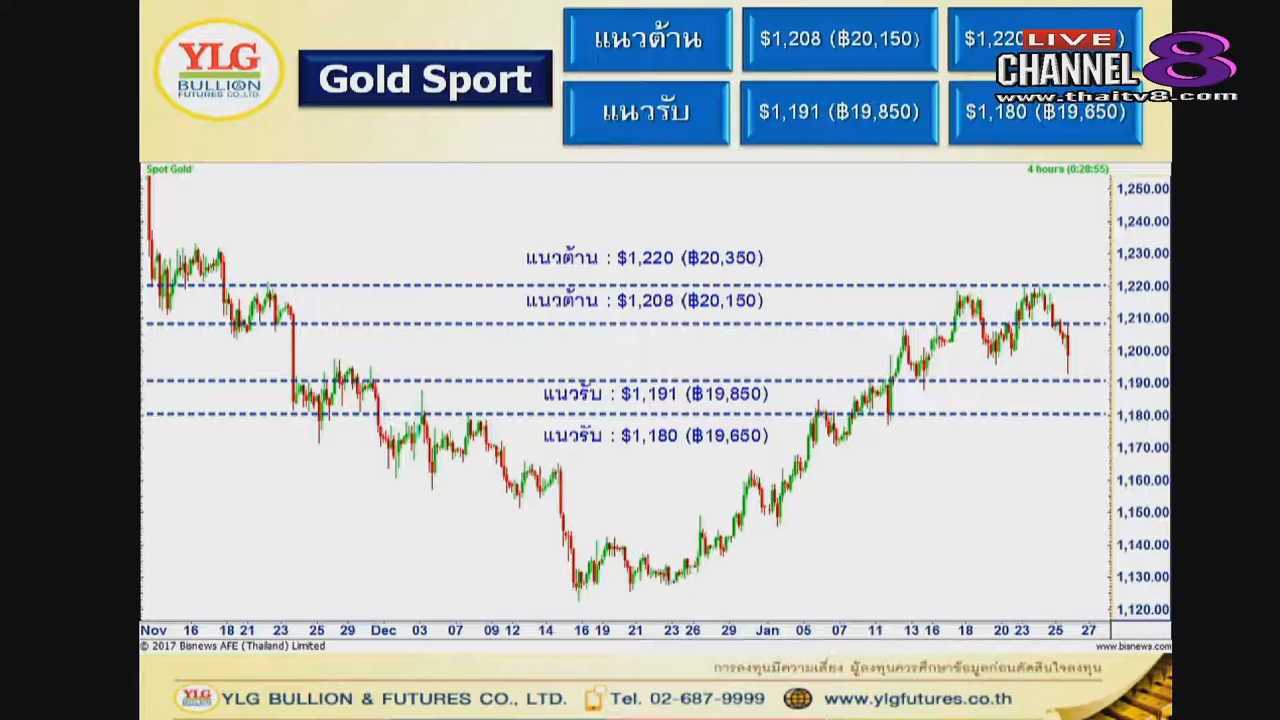 YLG
BULLION
FUTURES CO.,LTD.
Gold Sport
แนวต้าน
$1,208 (฿20,150)
$1,220
แนวรับ
$1,191 (฿19,850)
$1,180 (฿19,650)
LIVE
CHANNEL 8
www.thaitv8.com
Spot Gold
4 hours (0:28:55)
แนวต้าน : $1,220 (฿20,350)
แนวต้าน : $1,208 (฿20,150)
แนวรับ : $1,191 (฿19,850)
แนวรับ : $1,180 (฿19,650)
1,250.00
1,240.00
1,230.00
1,220.00
1,210.00
1,200.00
1,190.00
1,180.00
1,170.00
1,160.00
1,150.00
1,140.00
1,130.00
1,120.00
Nov 16 18 21 23 25 29 Dec 03 07 09 12 14 16 19 21 23 26 29 Jan 05 07 11 13 16 18 20 23 25 27
© 2017 Bisnews AFE (Thailand) Limited
www.bisnews.com
การลงทุนมีความเสี่ยง ผู้ลงทุนควรศึกษาข้อมูลก่อนตัดสินใจลงทุน
YLG BULLION & FUTURES CO., LTD. Tel. 02-687-9999 www.ylgfutures.co.th